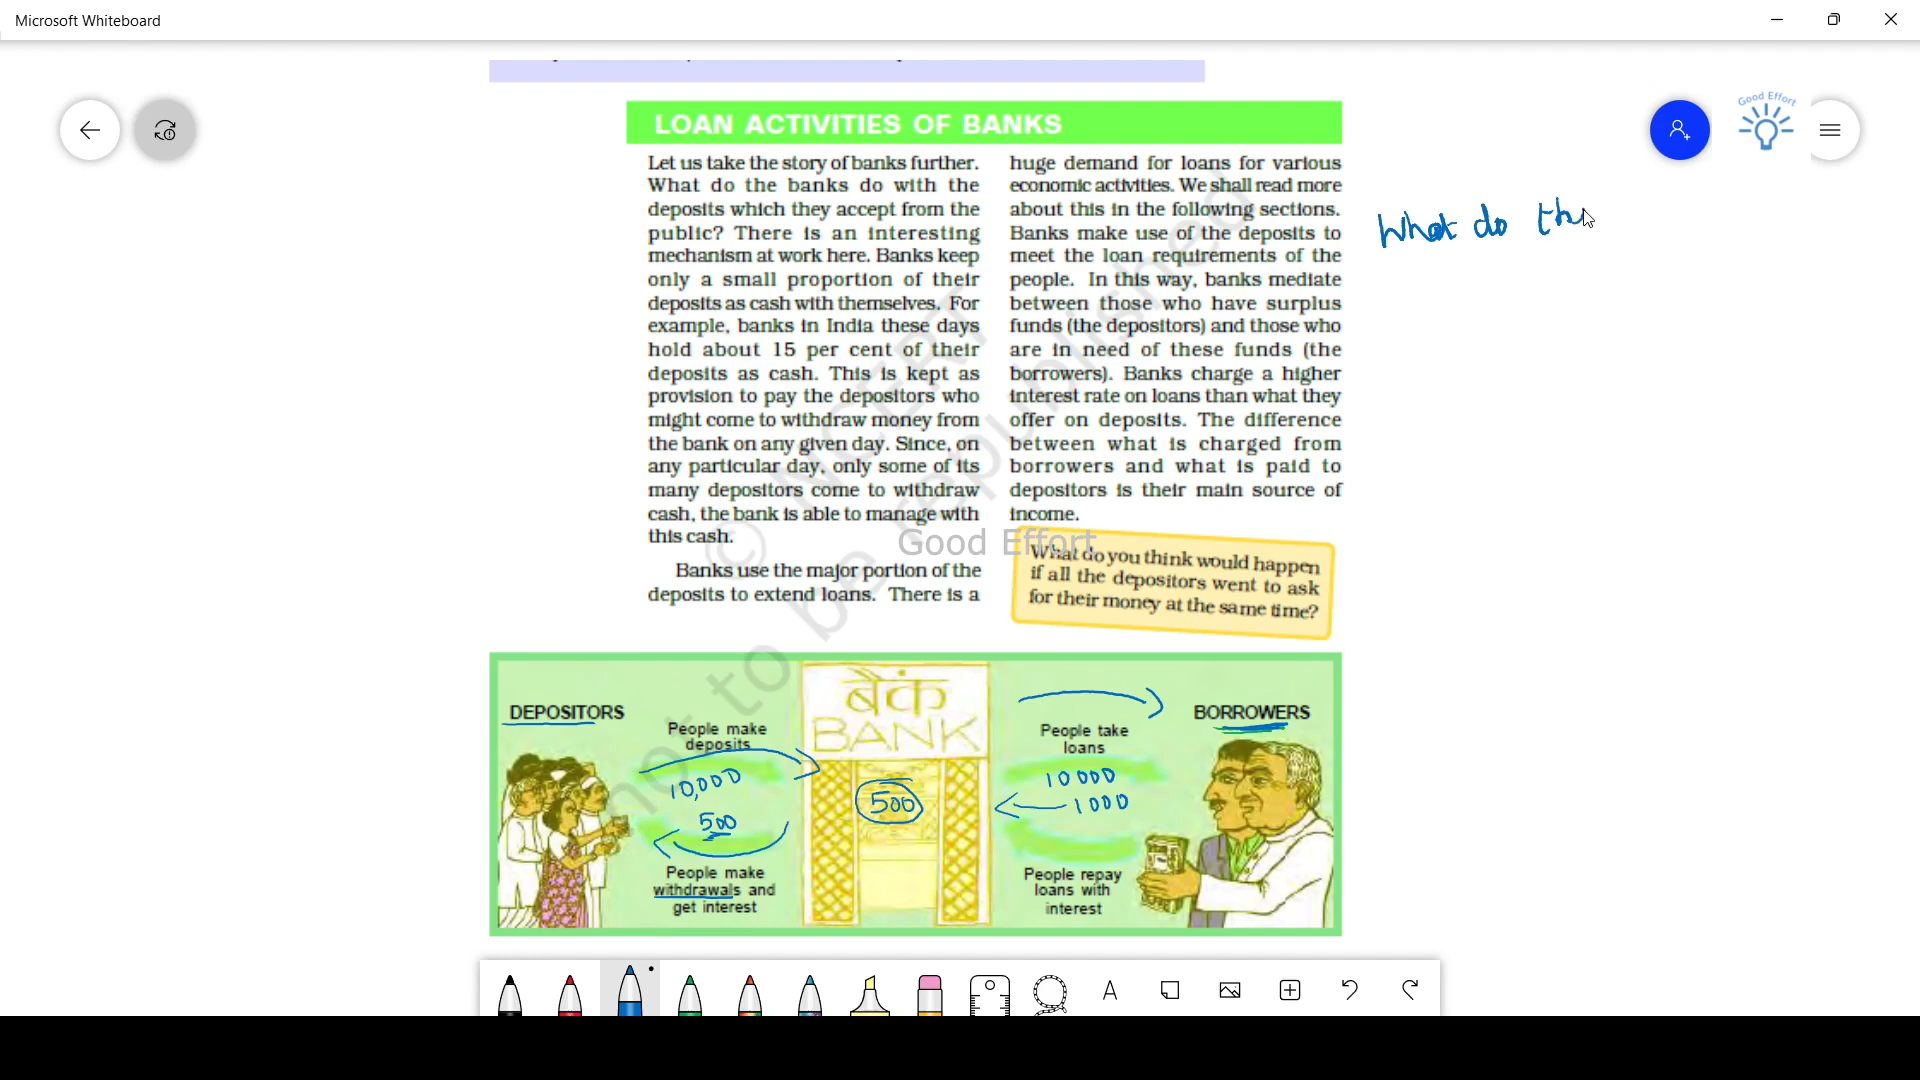 Microsoft Whiteboard
Good Effort
LOAN ACTIVITIES OF BANKS
Let us take the story of banks further.
What do the banks do with the
deposits which they accept from the
public? There is an interesting
mechanism at work here. Banks keep
only a small proportion of their
deposits as cash with themselves. For
example, banks in India these days
hold about 15 per cent of their
deposits as cash. This is kept as
provision to pay the depositors who
might come to withdraw money from
the bank on any given day. Since, on
any particular day, only some of its
many depositors come to withdraw
cash, the bank is able to manage with
this cash.
Banks use the major portion of the
deposits to extend loans. There is a
huge demand for loans for various
economic activities. We shall read more
about this in the following sections.
Banks make use of the deposits to
meet the loan requirements of the
people. In this way, banks mediate
between those who have surplus
funds (the depositors) and those who
are in need of these funds (the
borrowers). Banks charge a higher
interest rate on loans than what they
offer on deposits. The difference
between what is charged from
borrowers and what is paid to
depositors is their main source of
income.
What do
Good Effort
What do you think would happen
if all the depositors went to ask
for their money at the same time?
© NCERT
not to be republished
DEPOSITORS
People make
deposits
10,000
500
People make
withdrawals and
get interest
बैंक
BANK
500
People take
loans
10000
1000
People repay
loans with
interest
BORROWERS